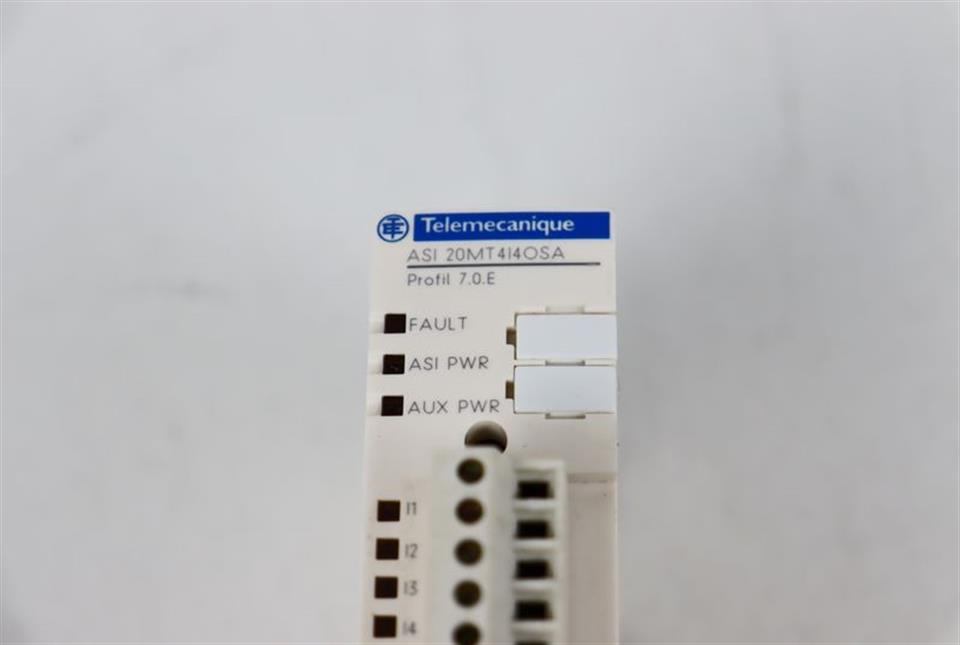 Telemecanique
ASI 20MT4I4OSA
Profil 7.0.E
FAULT
ASI PWR
AUX PWR
I1
I2
I3
I4